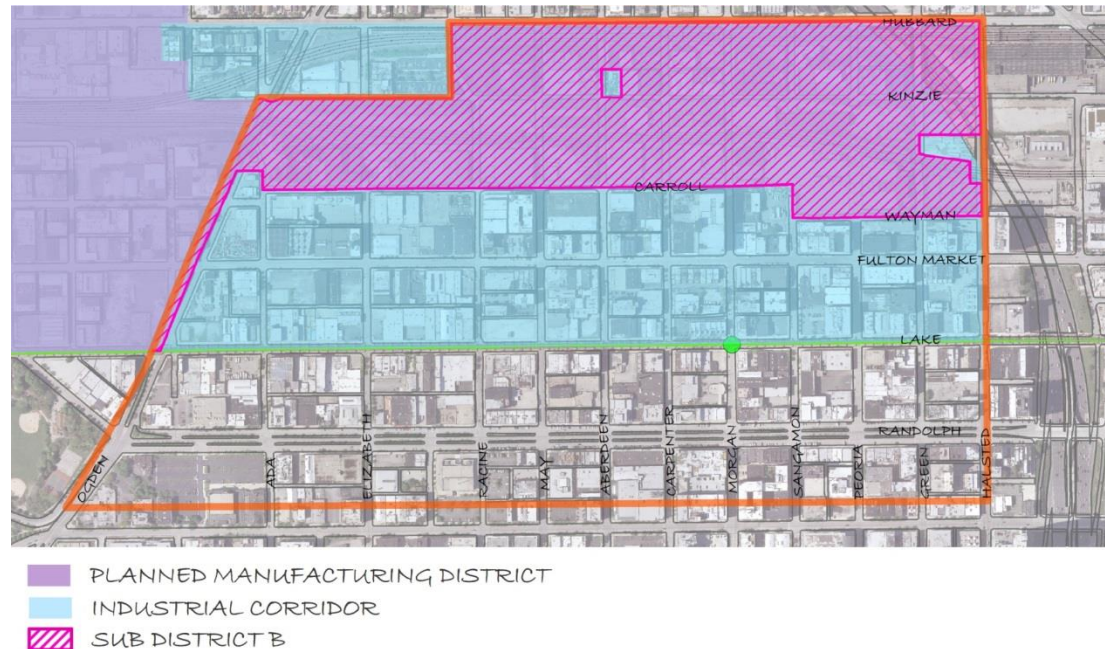 HUBBARD
KINZIE
CARROLL
WAYMAN
FULTON MARKET
LAKE
RANDOLPH
OGDEN
ADA
ELIZABETH
RACINE
MAY
ABERDEEN
CARPENTER
MORGAN
SANGAMON
PEORIA
GREEN
HALSTED
PLANNED MANUFACTURING DISTRICT
INDUSTRIAL CORRIDOR
SUB DISTRICT B